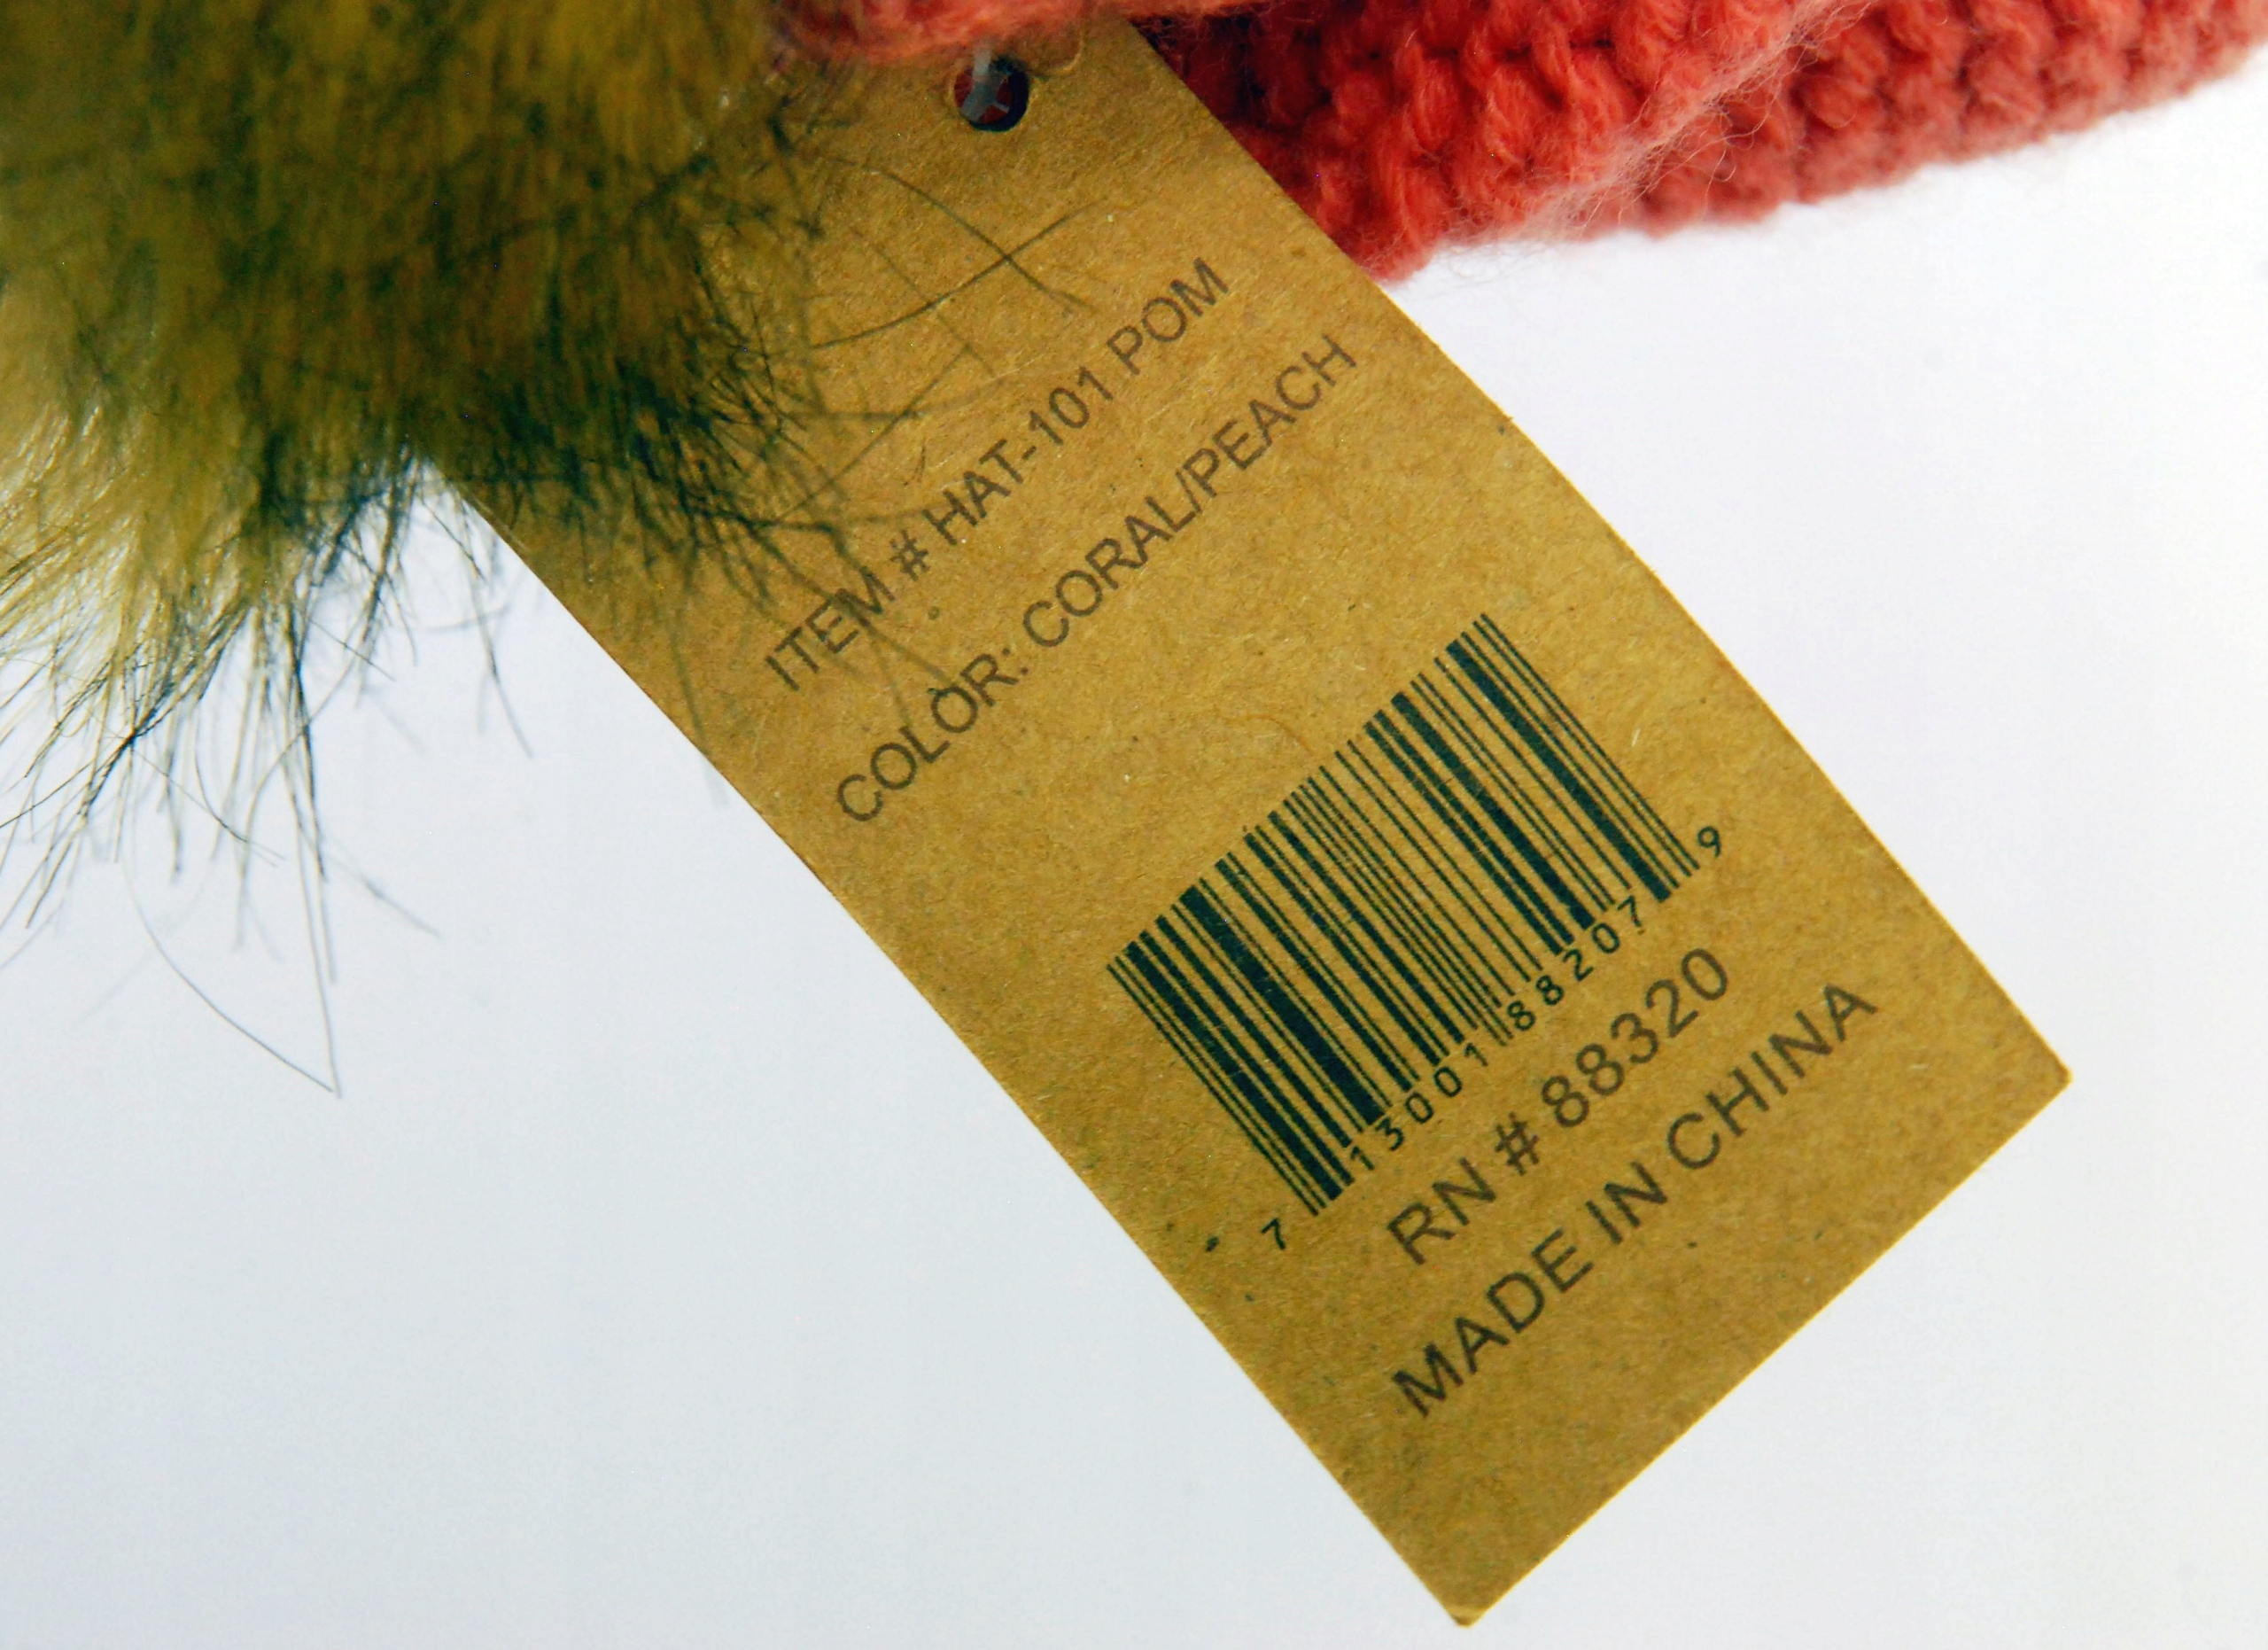 ITEM # HAT-101 POM
COLOR: CORAL/PEACH
7 13001 88207 9
RN # 88320
MADE IN CHINA